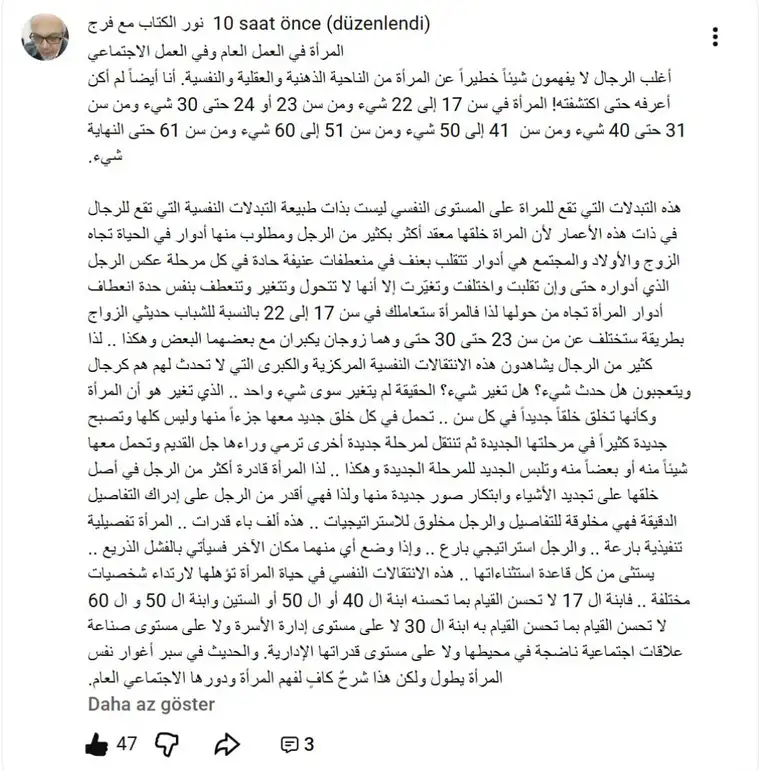 نور الكتاب مع فرج 10 saat önce (düzenlendi)
المرأة في العمل العام وفي العمل الاجتماعي
أغلب الرجال لا يفهمون شيئاً خطيراً عن المرأة من الناحية الذهنية والعقلية والنفسية. أنا أيضاً لم أكن
أعرفه حتى اكتشفته! المرأة في سن 17 إلى 22 شيء ومن سن 23 أو 24 حتى 30 شيء ومن سن
31 حتى 40 شيء ومن سن 41 إلى 50 شيء ومن سن 51 إلى 60 شيء ومن سن 61 حتى النهاية
شيء.
هذه التبدلات التي تقع للمراة على المستوى النفسي ليست بذات طبيعة التبدلات النفسية التي تقع للرجال
في ذات هذه الأعمار لأن المراة خلقها معقد أكثر بكثير من الرجل ومطلوب منها أدوار في الحياة تجاه
الزوج والأولاد والمجتمع هي أدوار تتقلب بعنف في منعطفات عنيفة حادة في كل مرحلة عكس الرجل
الذي أدواره حتى وإن تقلبت واختلفت وتغيّرت إلا أنها لا تتحول وتتغير وتنعطف بنفس حدة انعطاف
أدوار المرأة تجاه من حولها لذا فالمرأة ستعاملك في سن 17 إلى 22 بالنسبة للشباب حديثي الزواج
بطريقة ستختلف عن من سن 23 حتى 30 حتى وهما زوجان يكبران مع بعضهما البعض وهكذا .. لذا
كثير من الرجال يشاهدون هذه الانتقالات النفسية المركزية والكبرى التي لا تحدث لهم هم كرجال
ويتعجبون هل حدث شيء؟ هل تغير شيء؟ الحقيقة لم يتغير سوى شيء واحد .. الذي تغير هو أن المرأة
وكأنها تخلق خلقاً جديداً في كل سن .. تحمل في كل خلق جديد معها جزءاً منها وليس كلها وتصبح
جديدة كثيراً في مرحلتها الجديدة ثم تنتقل لمرحلة جديدة أخرى ترمي وراءها جل القديم وتحمل معها
شيئاً منه أو بعضاً منه وتلبس الجديد للمرحلة الجديدة وهكذا .. لذا المرأة قادرة أكثر من الرجل في أصل
خلقها على تجديد الأشياء وابتكار صور جديدة منها ولذا فهي أقدر من الرجل على إدراك التفاصيل
الدقيقة فهي مخلوقة للتفاصيل والرجل مخلوق للاستراتيجيات .. هذه ألف باء قدرات .. المرأة تفصيلية
تنفيذية بارعة .. والرجل استراتيجي بارع .. وإذا وضع أي منهما مكان الآخر فسيأتي بالفشل الذريع ..
يستثى من كل قاعدة استثناءاتها .. هذه الانتقالات النفسي في حياة المرأة تؤهلها لارتداء شخصيات
مختلفة .. فابنة ال 17 لا تحسن القيام بما تحسنه ابنة ال 40 أو ال 50 أو الستين وابنة ال 50 و ال 60
لا تحسن القيام بما تحسن القيام به ابنة ال 30 لا على مستوى إدارة الأسرة ولا على مستوى صناعة
علاقات اجتماعية ناضجة في محيطها ولا على مستوى قدراتها الإدارية. والحديث في سبر أغوار نفس
المرأة يطول ولكن هذا شرحٌ كافٍ لفهم المرأة ودورها الاجتماعي العام.
Daha az göster
47 3